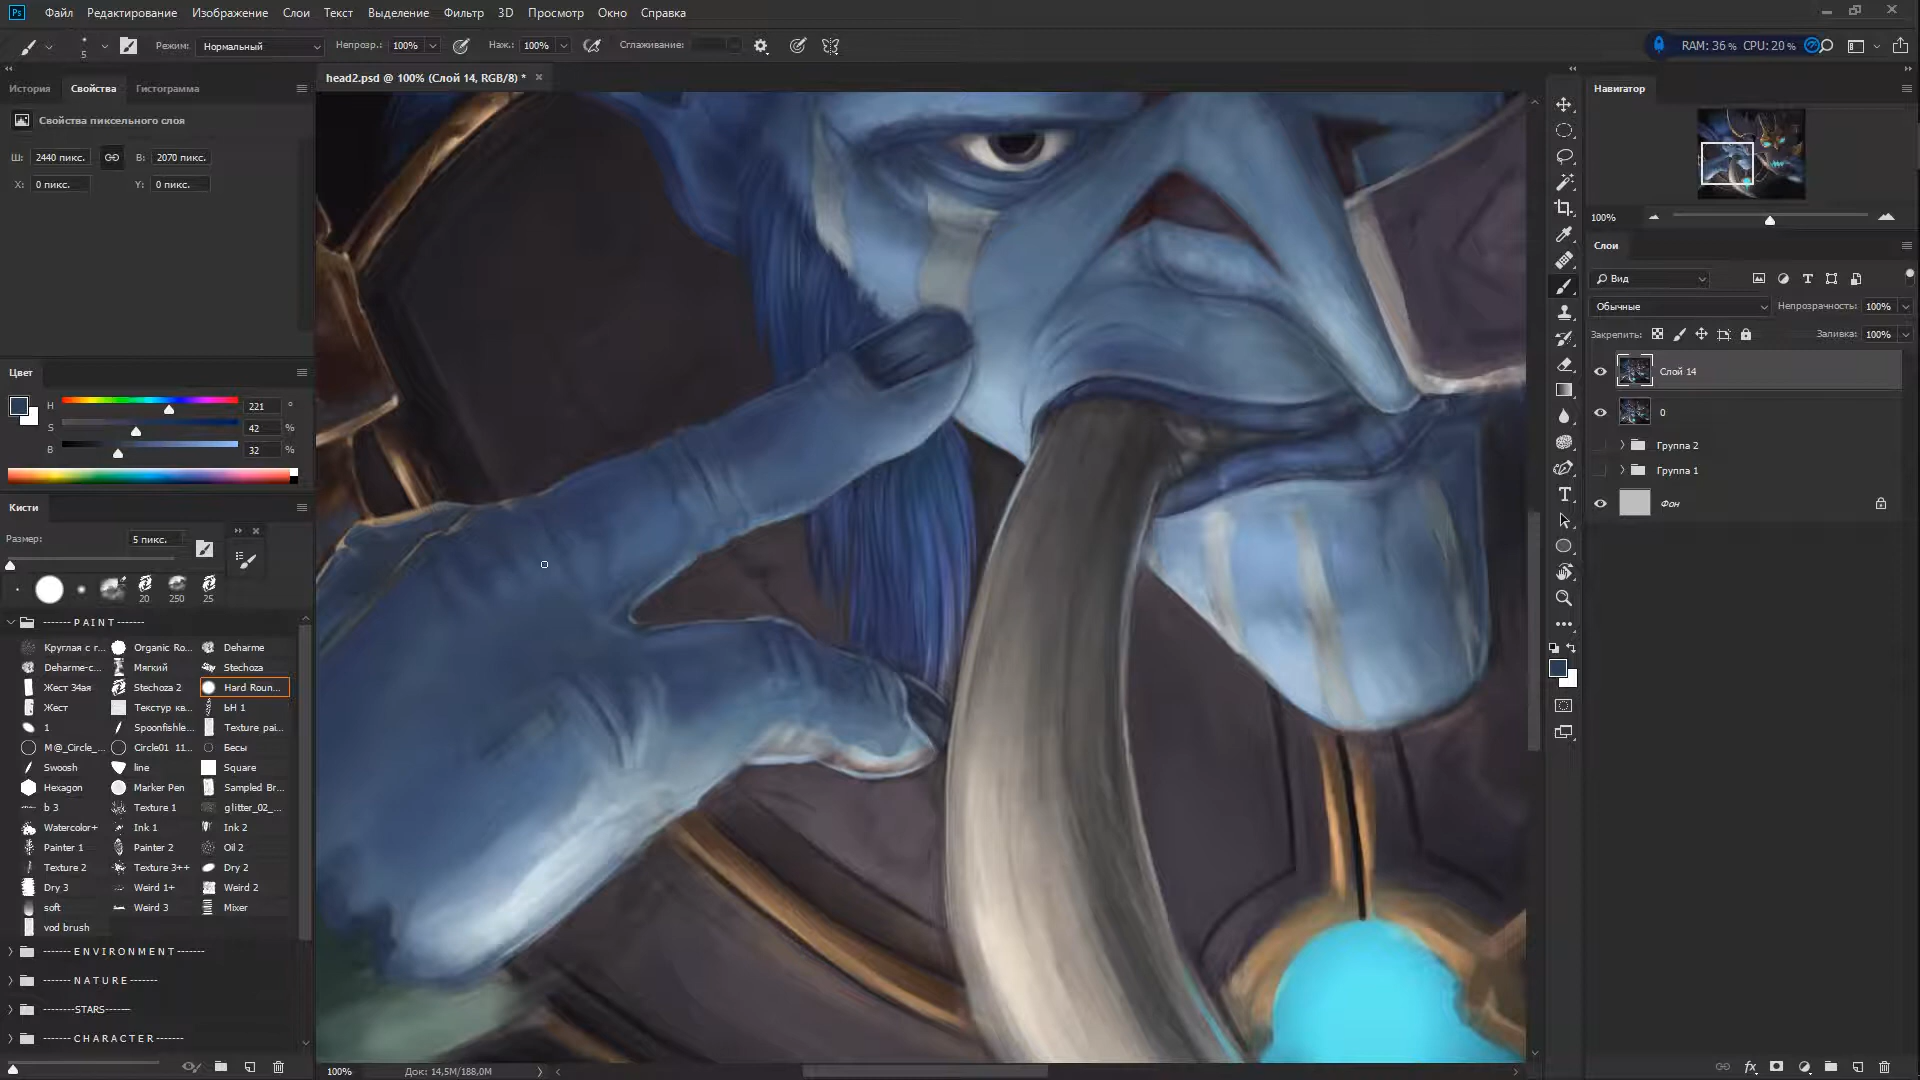 Ps Файл Редактирование Изображение Слои Текст Выделение Фильтр 3D Просмотр Окно Справка
5 Режим: Нормальный Непрозр.: 100% Наж.: 100% Сглаживание: RAM: 36 % CPU: 20 %
История Свойства Гистограмма
head2.psd @ 100% (Слой 14, RGB/8) *
Свойства пиксельного слоя
Ш: 2440 пикс. В: 2070 пикс.
X: 0 пикс. Y: 0 пикс.
Цвет
H 221 °
S 42 %
B 32 %
Кисти
Размер: 5 пикс.
20 250 25
------- P A I N T -------
Круглая с г... Organic Ro... Deharme
Deharme-c... Мягкий Stechoza
Жест 34ая Stechoza 2 Hard Roun...
Жест Текстур кв... ЬН 1
1 Spoonfishle... Texture pai...
M@_Circle_... Circle01_11... Бесы
Swoosh line Square
Hexagon Marker Pen Sampled Br...
b 3 Texture 1 glitter_02_...
Watercolor+ Ink 1 Ink 2
Painter 1 Painter 2 Oil 2
Texture 2 Texture 3++ Dry 2
Dry 3 Weird 1+ Weird 2
soft Weird 3 Mixer
vod brush
------- E N V I R O N M E N T -------
------- N A T U R E -------
--------STARS-------
------- C H A R A C T E R -------
100% Док: 14,5M/188,0M
Навигатор
100%
Слои
Вид
Обычные Непрозрачность: 100%
Закрепить: Заливка: 100%
Слой 14
0
Группа 2
Группа 1
Фон
fx